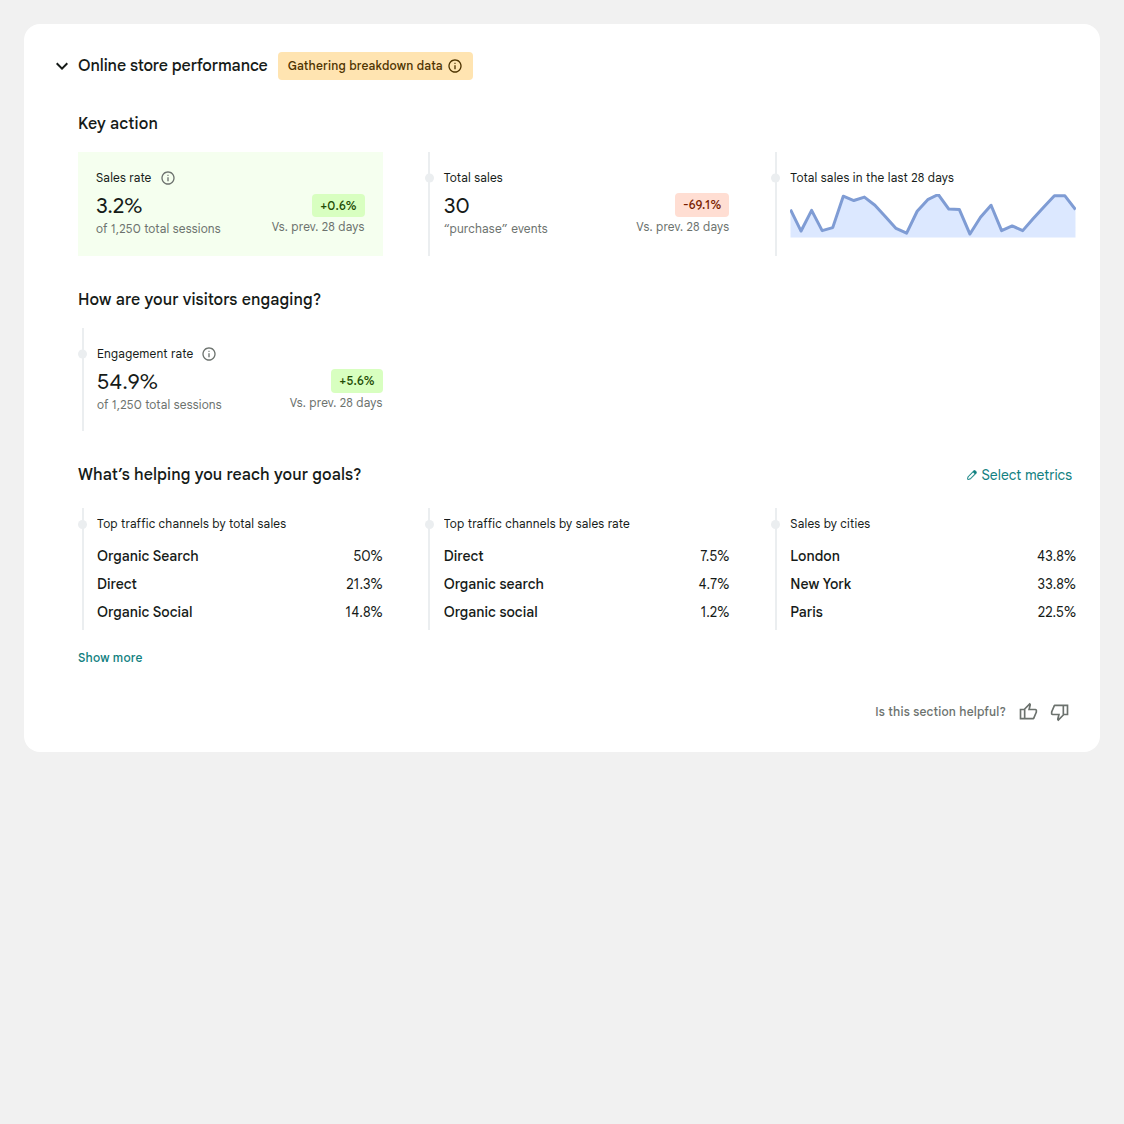 Online store performance
Gathering breakdown data
Key action
Sales rate
3.2%
+0.6%
of 1,250 total sessions
Vs. prev. 28 days
Total sales
30
-69.1%
“purchase” events
Vs. prev. 28 days
Total sales in the last 28 days
How are your visitors engaging?
Engagement rate
54.9%
+5.6%
of 1,250 total sessions
Vs. prev. 28 days
What’s helping you reach your goals?
Select metrics
Top traffic channels by total sales
Organic Search 50%
Direct 21.3%
Organic Social 14.8%
Top traffic channels by sales rate
Direct 7.5%
Organic search 4.7%
Organic social 1.2%
Sales by cities
London 43.8%
New York 33.8%
Paris 22.5%
Show more
Is this section helpful?